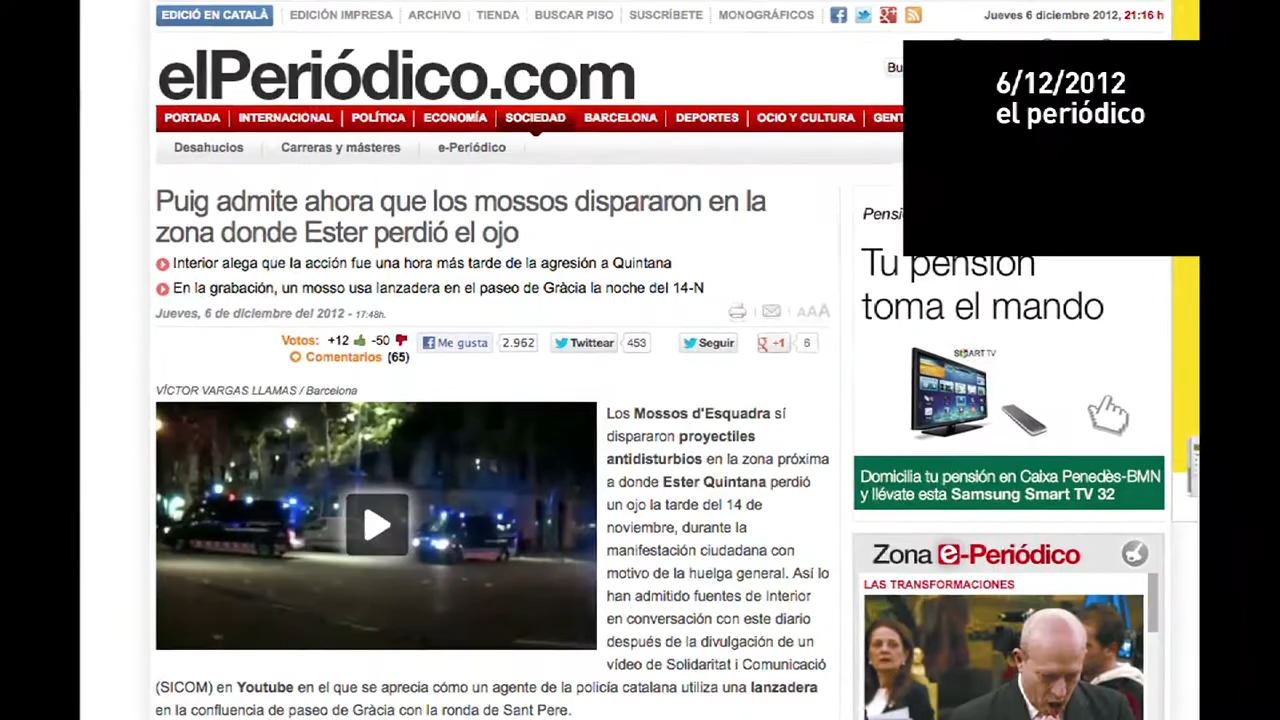 EDICIÓ EN CATALÀ
EDICIÓN IMPRESA
ARCHIVO
TIENDA
BUSCAR PISO
SUSCRÍBETE
MONOGRÁFICOS
Jueves 6 diciembre 2012, 21:16 h
elPeriódico.com
6/12/2012
el periódico
PORTADA
INTERNACIONAL
POLÍTICA
ECONOMÍA
SOCIEDAD
BARCELONA
DEPORTES
OCIO Y CULTURA
GENT
Desahucios
Carreras y másteres
e-Periódico
Puig admite ahora que los mossos dispararon en la
zona donde Ester perdió el ojo
Interior alega que la acción fue una hora más tarde de la agresión a Quintana
En la grabación, un mosso usa lanzadera en el paseo de Gràcia la noche del 14-N
Jueves, 6 de diciembre del 2012 - 17:48h.
AAA
Votos: +12 -50
Me gusta
2.962
Twittear
453
Seguir
+1
6
Comentarios (65)
VÍCTOR VARGAS LLAMAS / Barcelona
Los Mossos d'Esquadra sí
dispararon proyectiles
antidisturbios en la zona próxima
a donde Ester Quintana perdió
un ojo la tarde del 14 de
noviembre, durante la
manifestación ciudadana con
motivo de la huelga general. Así lo
han admitido fuentes de Interior
en conversación con este diario
después de la divulgación de un
vídeo de Solidaritat i Comunicació
(SICOM) en Youtube en el que se aprecia cómo un agente de la policía catalana utiliza una lanzadera
en la confluencia de paseo de Gràcia con la ronda de Sant Pere.
Tu pensión
toma el mando
SMART TV
Domicilia tu pensión en Caixa Penedès-BMN
y llévate esta Samsung Smart TV 32
Zona e-Periódico
LAS TRANSFORMACIONES